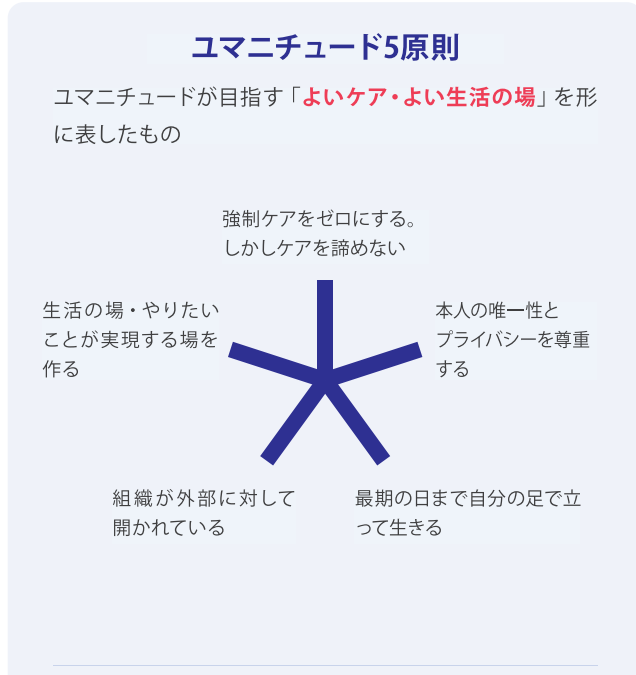 ユマニチュード5原則
ユマニチュードが目指す「よいケア・よい生活の場」を形
に表したもの
強制ケアをゼロにする。
しかしケアを諦めない
本人の唯一性と
プライバシーを尊重
する
生活の場・やりたい
ことが実現する場を
作る
組織が外部に対して
開かれている
最期の日まで自分の足で立
って生きる